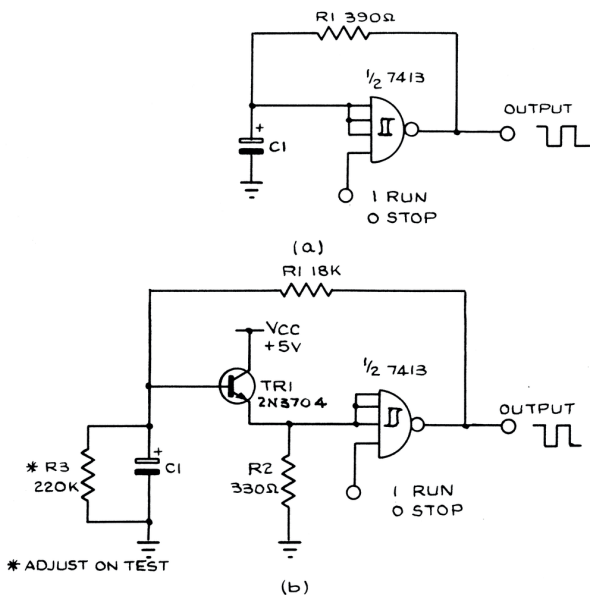 R1 390Ω
½ 7413
OUTPUT
+
C1
1 RUN
0 STOP
(a)
R1 18K
VCC
+5V
½ 7413
TR1
2N3704
OUTPUT
+
* R3
220K
C1
R2
330Ω
1 RUN
0 STOP
* ADJUST ON TEST
(b)